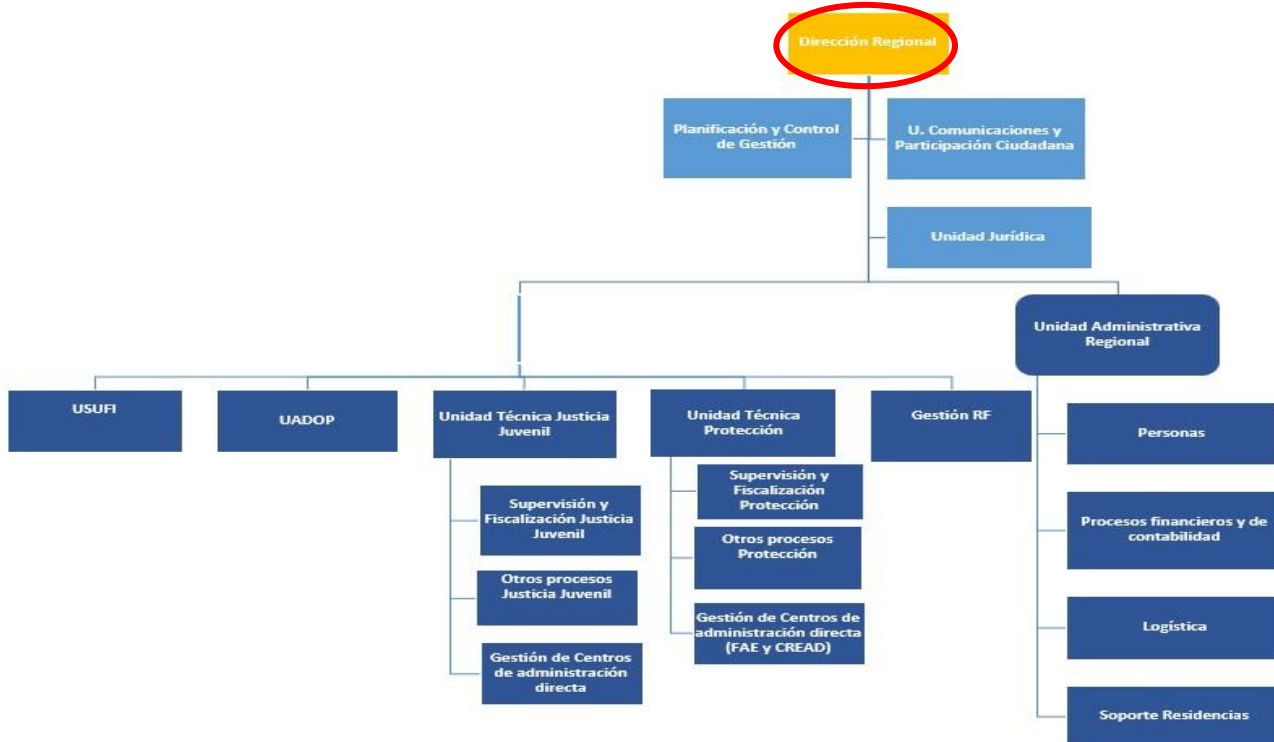 Dirección Regional
Planificación y Control
de Gestión
U. Comunicaciones y
Participación Ciudadana
Unidad Jurídica
Unidad Administrativa
Regional
USUFI
UADOP
Unidad Técnica Justicia
Juvenil
Unidad Técnica
Protección
Gestión RF
Supervisión y
Fiscalización Justicia
Juvenil
Otros procesos
Justicia Juvenil
Gestión de Centros
de administración
directa
Supervisión y
Fiscalización
Protección
Otros procesos
Protección
Gestión de Centros de
administración directa
(FAE y CREAD)
Personas
Procesos financieros y de
contabilidad
Logística
Soporte Residencias